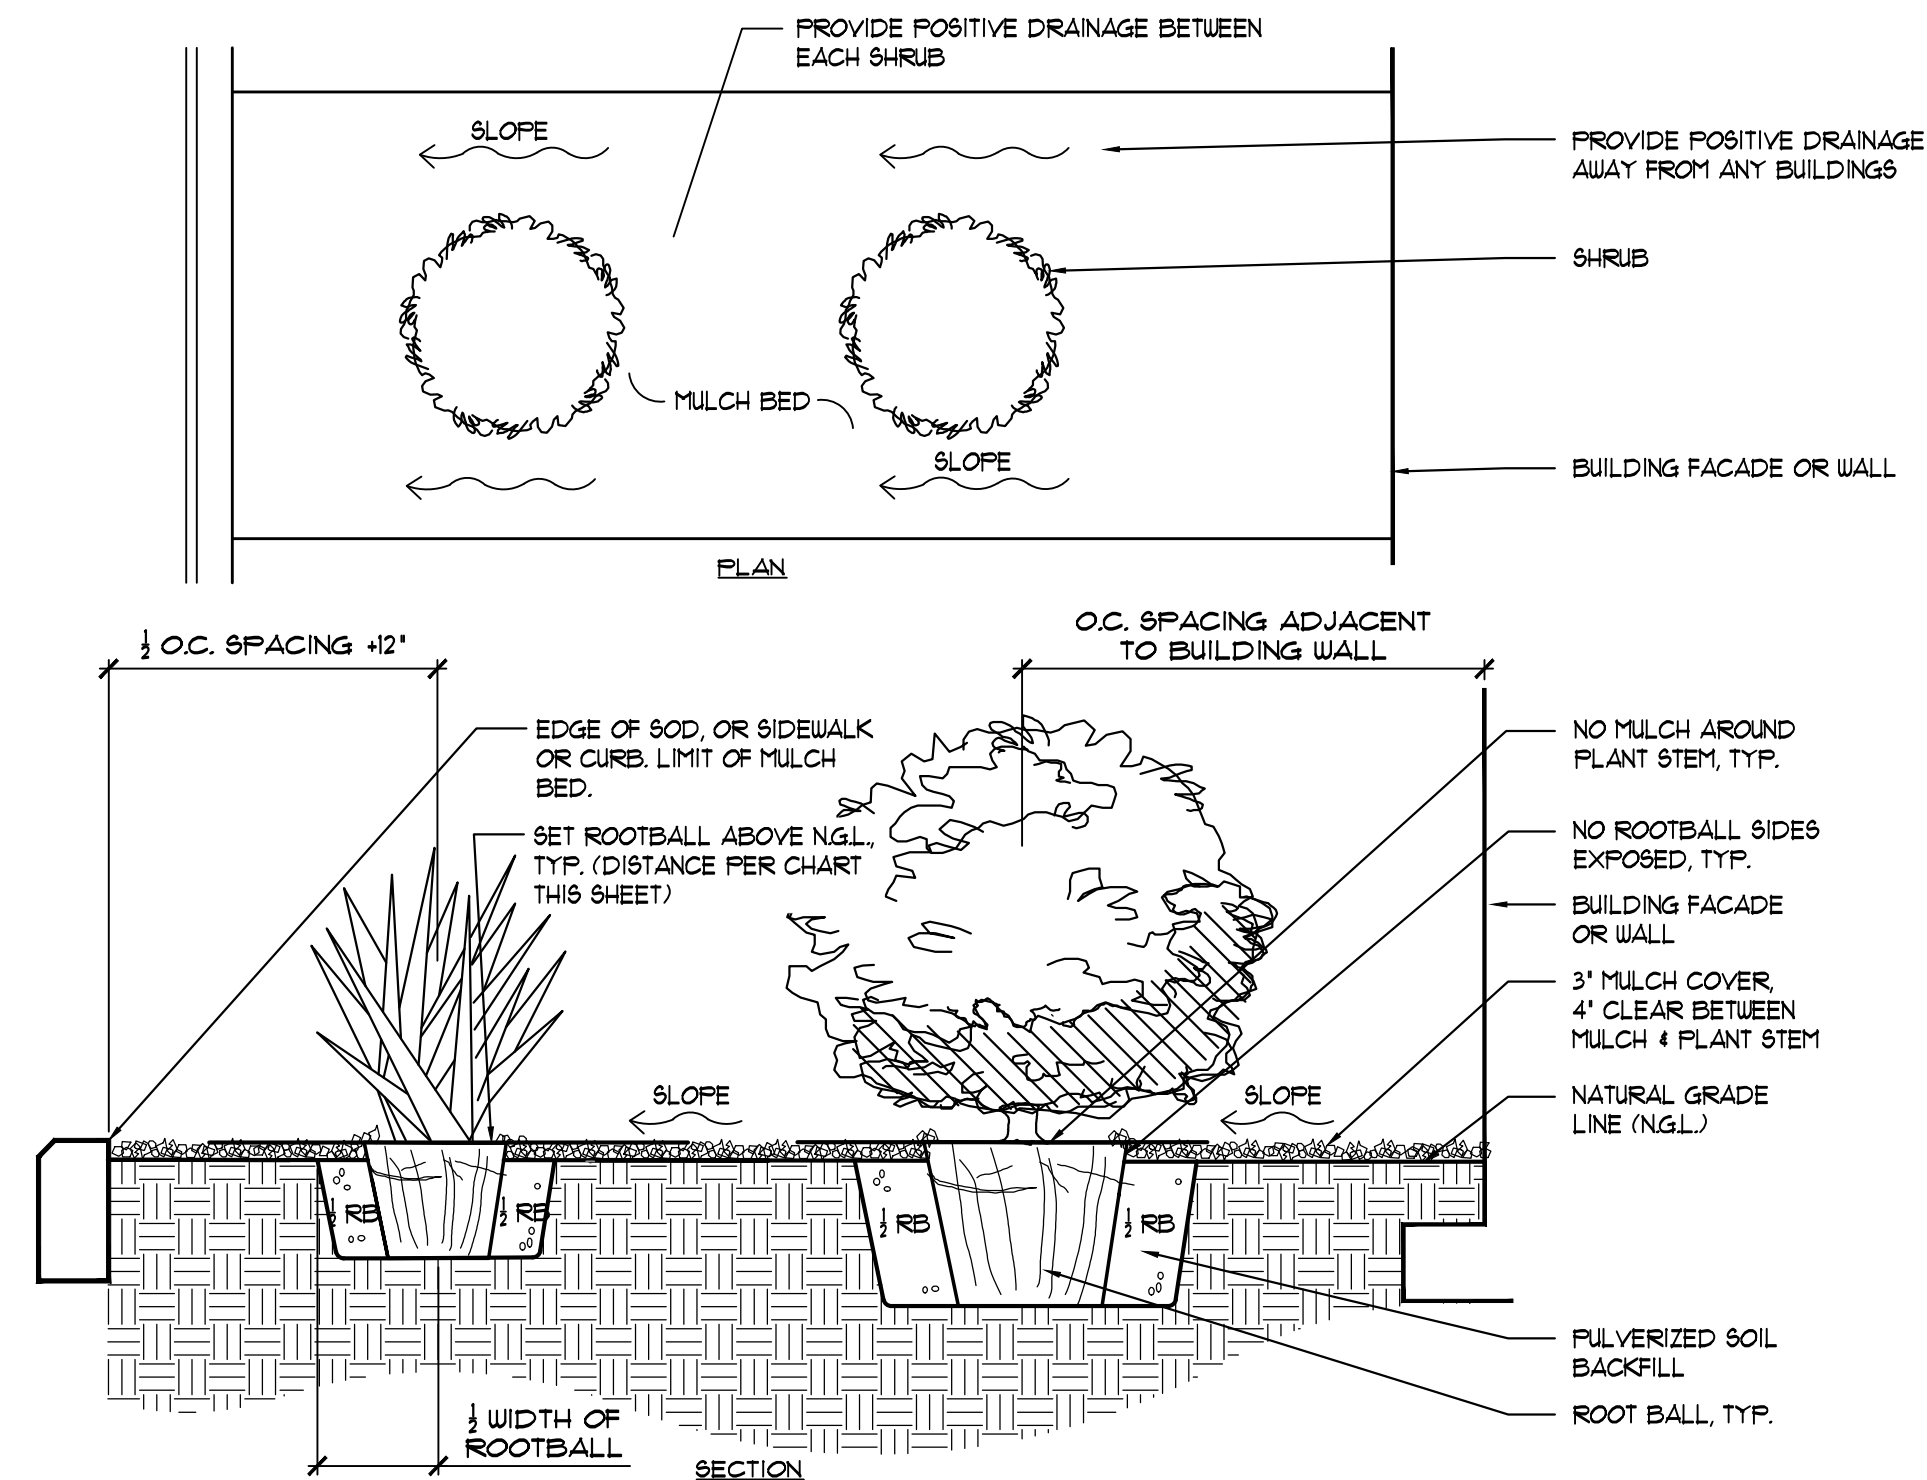 PROVIDE POSITIVE DRAINAGE BETWEEN
EACH SHRUB
SLOPE
PROVIDE POSITIVE DRAINAGE
AWAY FROM ANY BUILDINGS
SHRUB
MULCH BED
SLOPE
BUILDING FACADE OR WALL
PLAN
½ O.C. SPACING +12"
O.C. SPACING ADJACENT
TO BUILDING WALL
EDGE OF SOD, OR SIDEWALK
OR CURB. LIMIT OF MULCH
BED.
SET ROOTBALL ABOVE N.G.L.,
TYP. (DISTANCE PER CHART
THIS SHEET)
NO MULCH AROUND
PLANT STEM, TYP.
NO ROOTBALL SIDES
EXPOSED, TYP.
BUILDING FACADE
OR WALL
3" MULCH COVER,
4" CLEAR BETWEEN
MULCH & PLANT STEM
SLOPE
SLOPE
NATURAL GRADE
LINE (N.G.L.)
½ RB
½ RB
½ RB
½ RB
PULVERIZED SOIL
BACKFILL
ROOT BALL, TYP.
½ WIDTH OF
ROOTBALL
SECTION